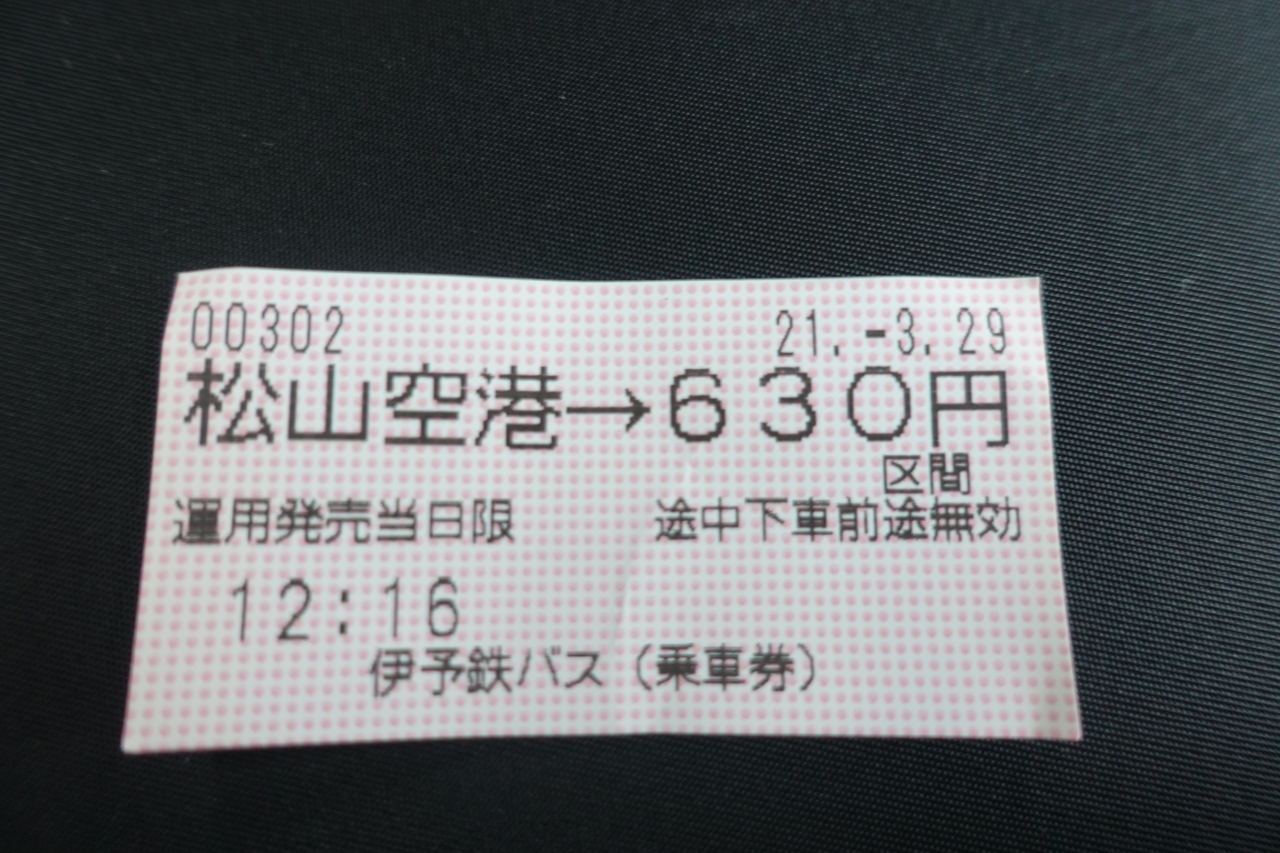 00302 21.-3.29
松山空港→630円
区間
運用発売当日限 途中下車前途無効
12:16
伊予鉄バス（乗車券）